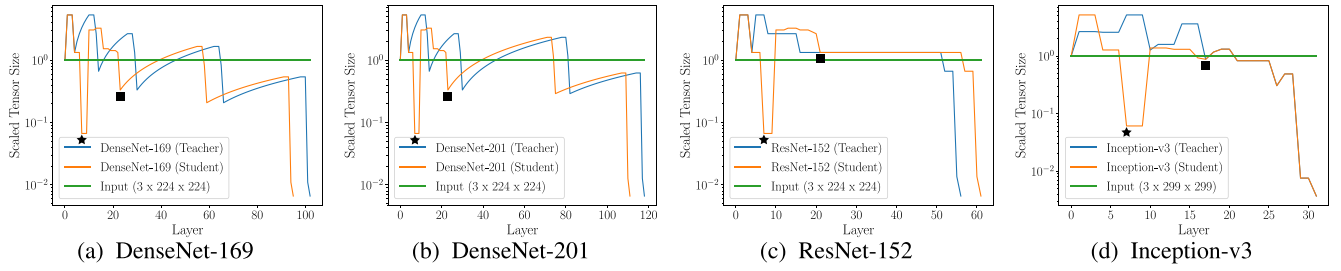 Scaled Tensor Size
10^0
10^-1
10^-2
DenseNet-169 (Teacher)
DenseNet-169 (Student)
Input (3 x 224 x 224)
0 20 40 60 80 100
Layer
(a) DenseNet-169
Scaled Tensor Size
10^0
10^-1
10^-2
DenseNet-201 (Teacher)
DenseNet-201 (Student)
Input (3 x 224 x 224)
0 20 40 60 80 100 120
Layer
(b) DenseNet-201
Scaled Tensor Size
10^0
10^-1
10^-2
ResNet-152 (Teacher)
ResNet-152 (Student)
Input (3 x 224 x 224)
0 10 20 30 40 50 60
Layer
(c) ResNet-152
Scaled Tensor Size
10^0
10^-1
10^-2
Inception-v3 (Teacher)
Inception-v3 (Student)
Input (3 x 299 x 299)
0 5 10 15 20 25 30
Layer
(d) Inception-v3